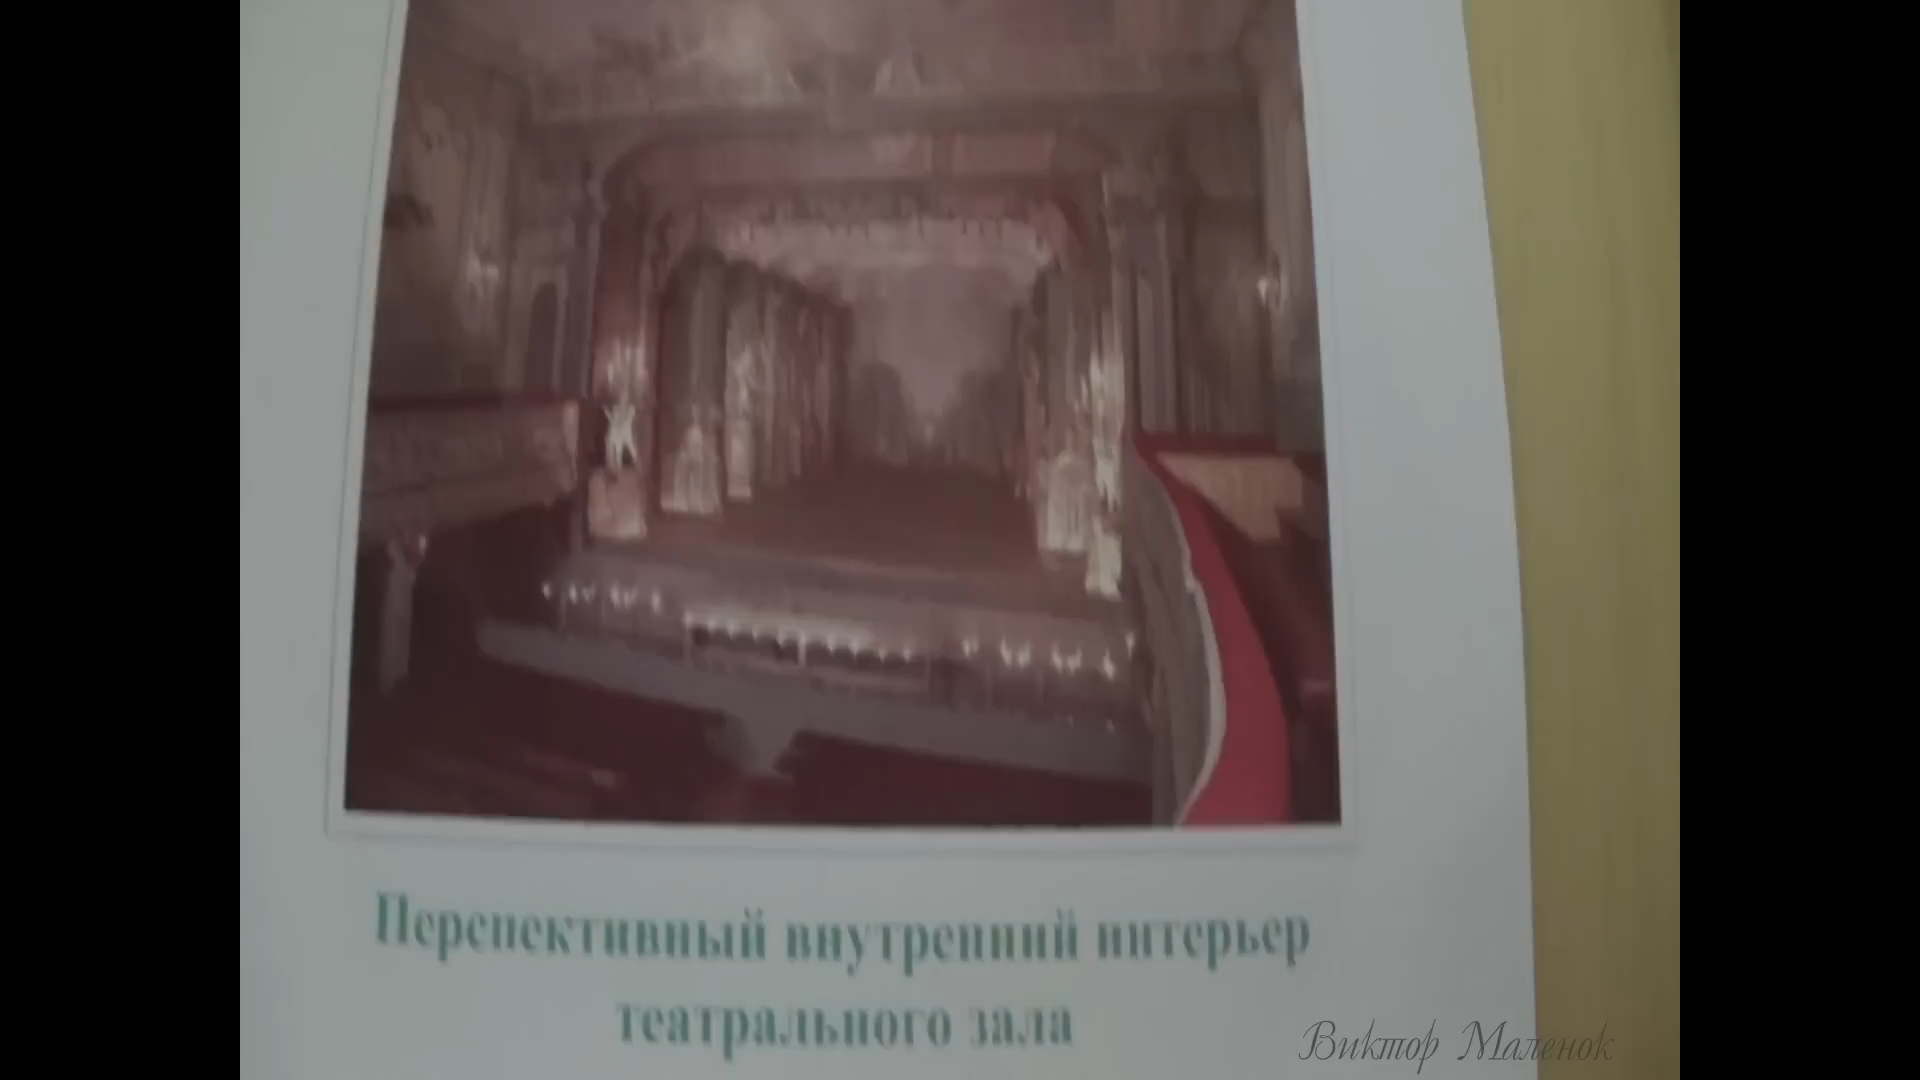 Перспективный внутренний интерьер
театрального зала
Виктор Маленок